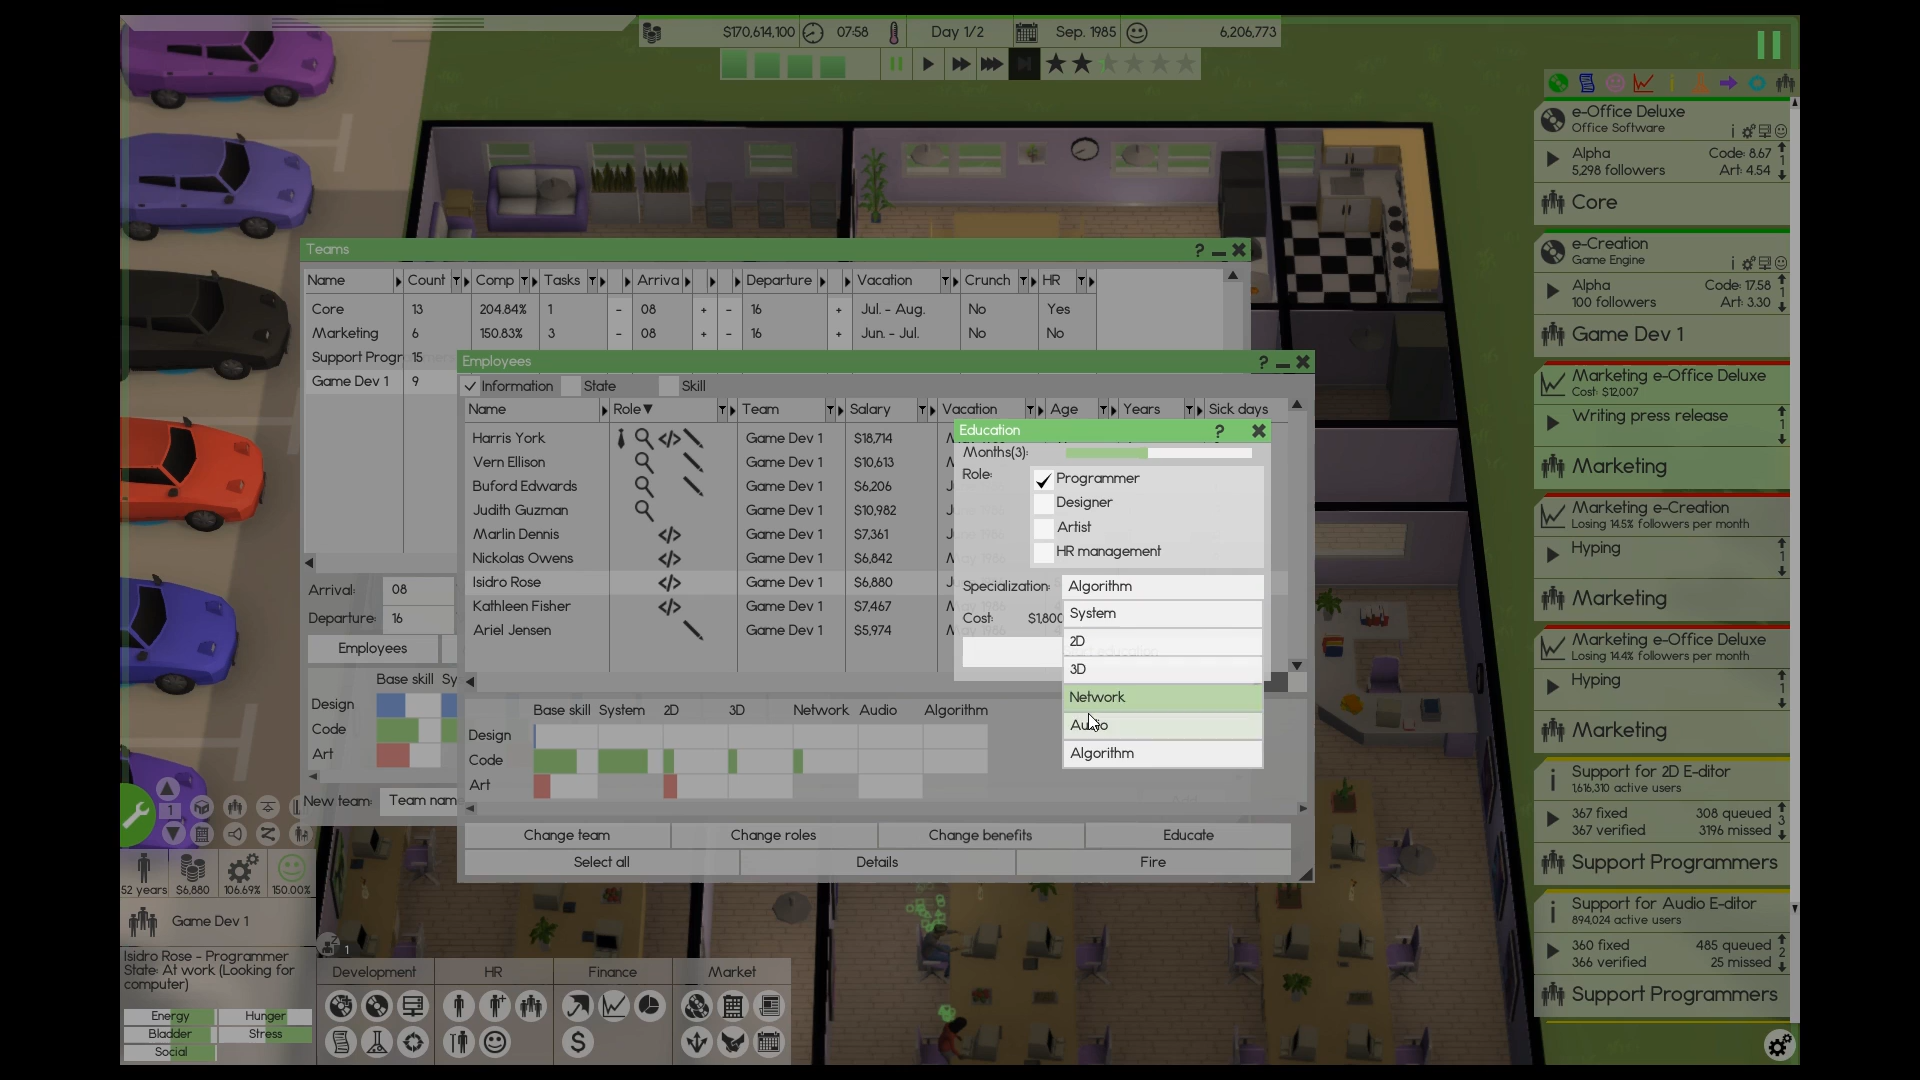 $170,614,100
07:58
Day 1/2
Sep. 1985
6,206,773
e-Office Deluxe
Office Software
Alpha
Code: 8.67
5,298 followers
Art: 4.54
1
Core
e-Creation
Game Engine
Alpha
Code: 17.58
100 followers
Art: 3.30
1
Game Dev 1
Marketing e-Office Deluxe
Cost: $12,007
Writing press release
1
Marketing
Marketing e-Creation
Losing 14.5% followers per month
Hyping
1
Marketing
Marketing e-Office Deluxe
Losing 14.4% followers per month
Hyping
1
Marketing
Support for 2D E-ditor
1,616,310 active users
367 fixed
308 queued
367 verified
3196 missed
3
Support Programmers
Support for Audio E-ditor
894,024 active users
360 fixed
485 queued
366 verified
25 missed
2
Support Programmers
Teams
?
Name Count Comp Tasks Arriva Departure Vacation Crunch HR
Core 13 204.84% 1 - 08 + - 16 + Jul. - Aug. No Yes
Marketing 6 150.83% 3 - 08 + - 16 + Jun. - Jul. No No
Support Progr 15
Game Dev 1 9
Arrival: 08
Departure: 16
Employees
Base skill Sy
Design
Code
Art
New team: Team nam
Employees
?
Information State Skill
Name Role Team Salary Vacation Age Years Sick days
Harris York Game Dev 1 $18,714
Vern Ellison Game Dev 1 $10,613
Buford Edwards Game Dev 1 $6,206
Judith Guzman Game Dev 1 $10,982
Marlin Dennis Game Dev 1 $7,361
Nickolas Owens Game Dev 1 $6,842
Isidro Rose Game Dev 1 $6,880
Kathleen Fisher Game Dev 1 $7,467
Ariel Jensen Game Dev 1 $5,974
Base skill System 2D 3D Network Audio Algorithm
Design
Code
Art
Change team Change roles Change benefits Educate
Select all Details Fire
Education
?
Months(3):
Role:
Programmer
Designer
Artist
HR management
Specialization: Algorithm
Cost: $1,800
System
2D
3D
Network
Audio
Algorithm
1
52 years $6,880 106.69% 150.00%
Game Dev 1
Isidro Rose - Programmer
State: At work (Looking for
computer)
Energy Hunger
Bladder Stress
Social
1
Development HR Finance Market